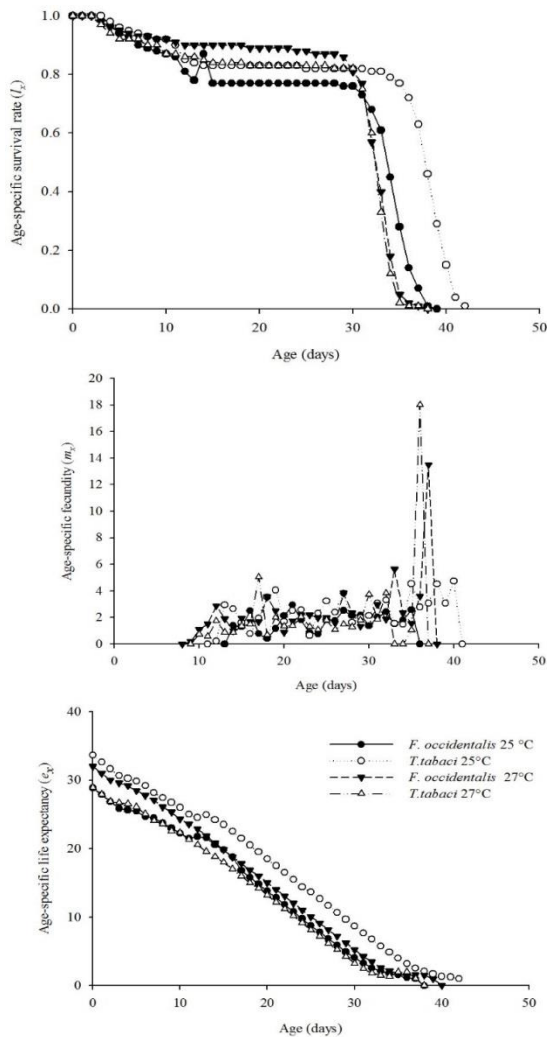 Age-specific survival rate (lx)
1.0
0.8
0.6
0.4
0.2
0.0
0 10 20 30 40 50
Age (days)
Age-specific fecundity (mx)
20
18
16
14
12
10
8
6
4
2
0
0 10 20 30 40 50
Age (days)
Age-specific life expectancy (ex)
40
30
20
10
0
F. occidentalis 25 °C
T.tabaci 25°C
F. occidentalis 27°C
T.tabaci 27°C
0 10 20 30 40 50
Age (days)